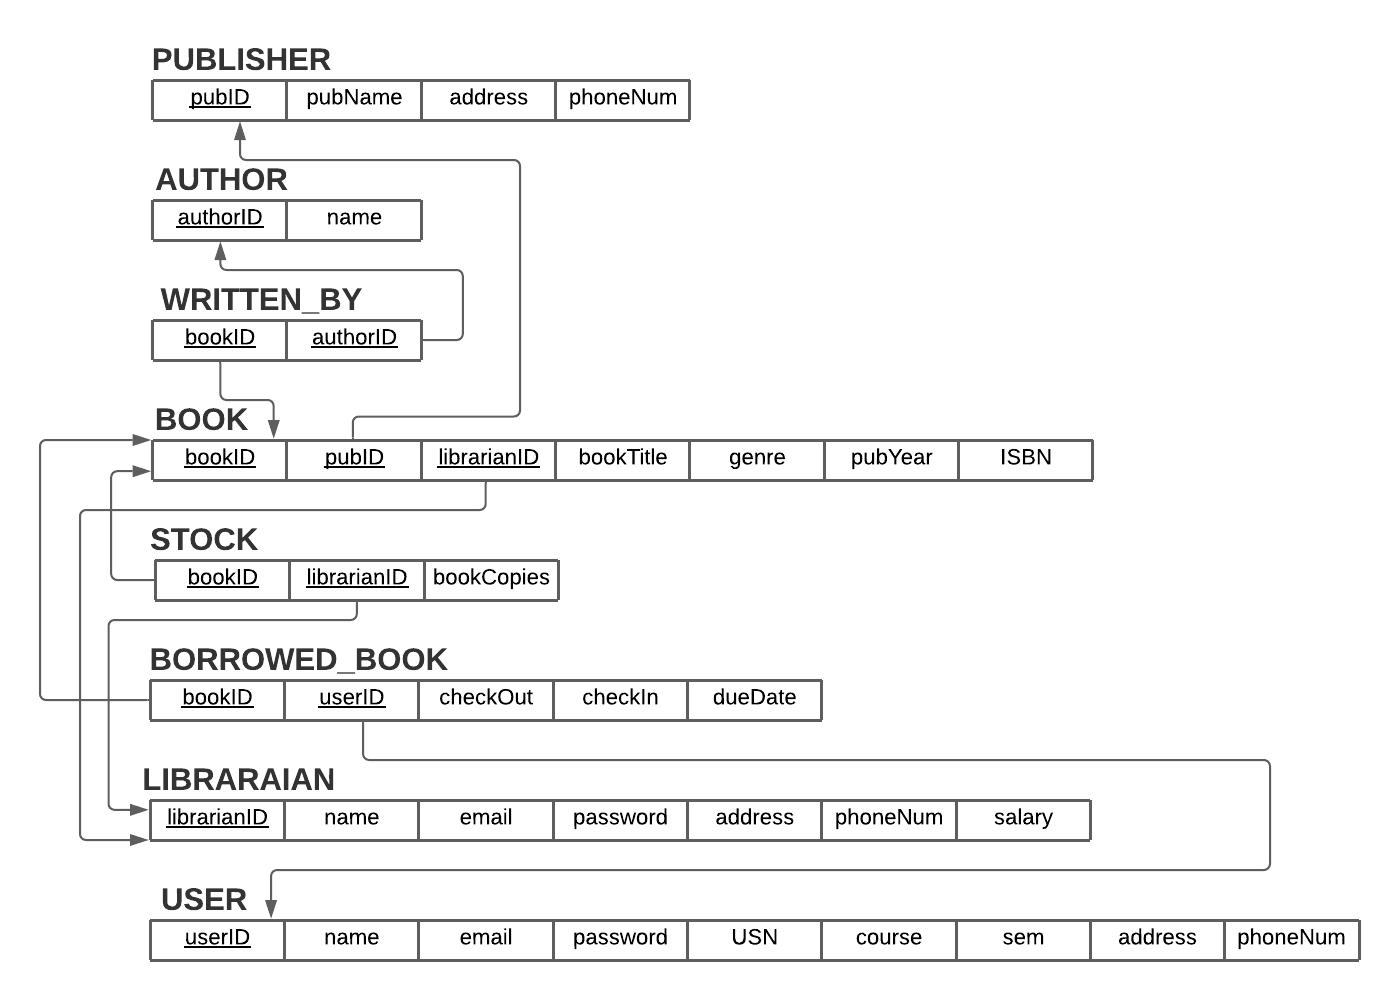 PUBLISHER
pubID pubName address phoneNum
AUTHOR
authorID name
WRITTEN_BY
bookID authorID
BOOK
bookID pubID librarianID bookTitle genre pubYear ISBN
STOCK
bookID librarianID bookCopies
BORROWED_BOOK
bookID userID checkOut checkIn dueDate
LIBRARAIAN
librarianID name email password address phoneNum salary
USER
userID name email password USN course sem address phoneNum